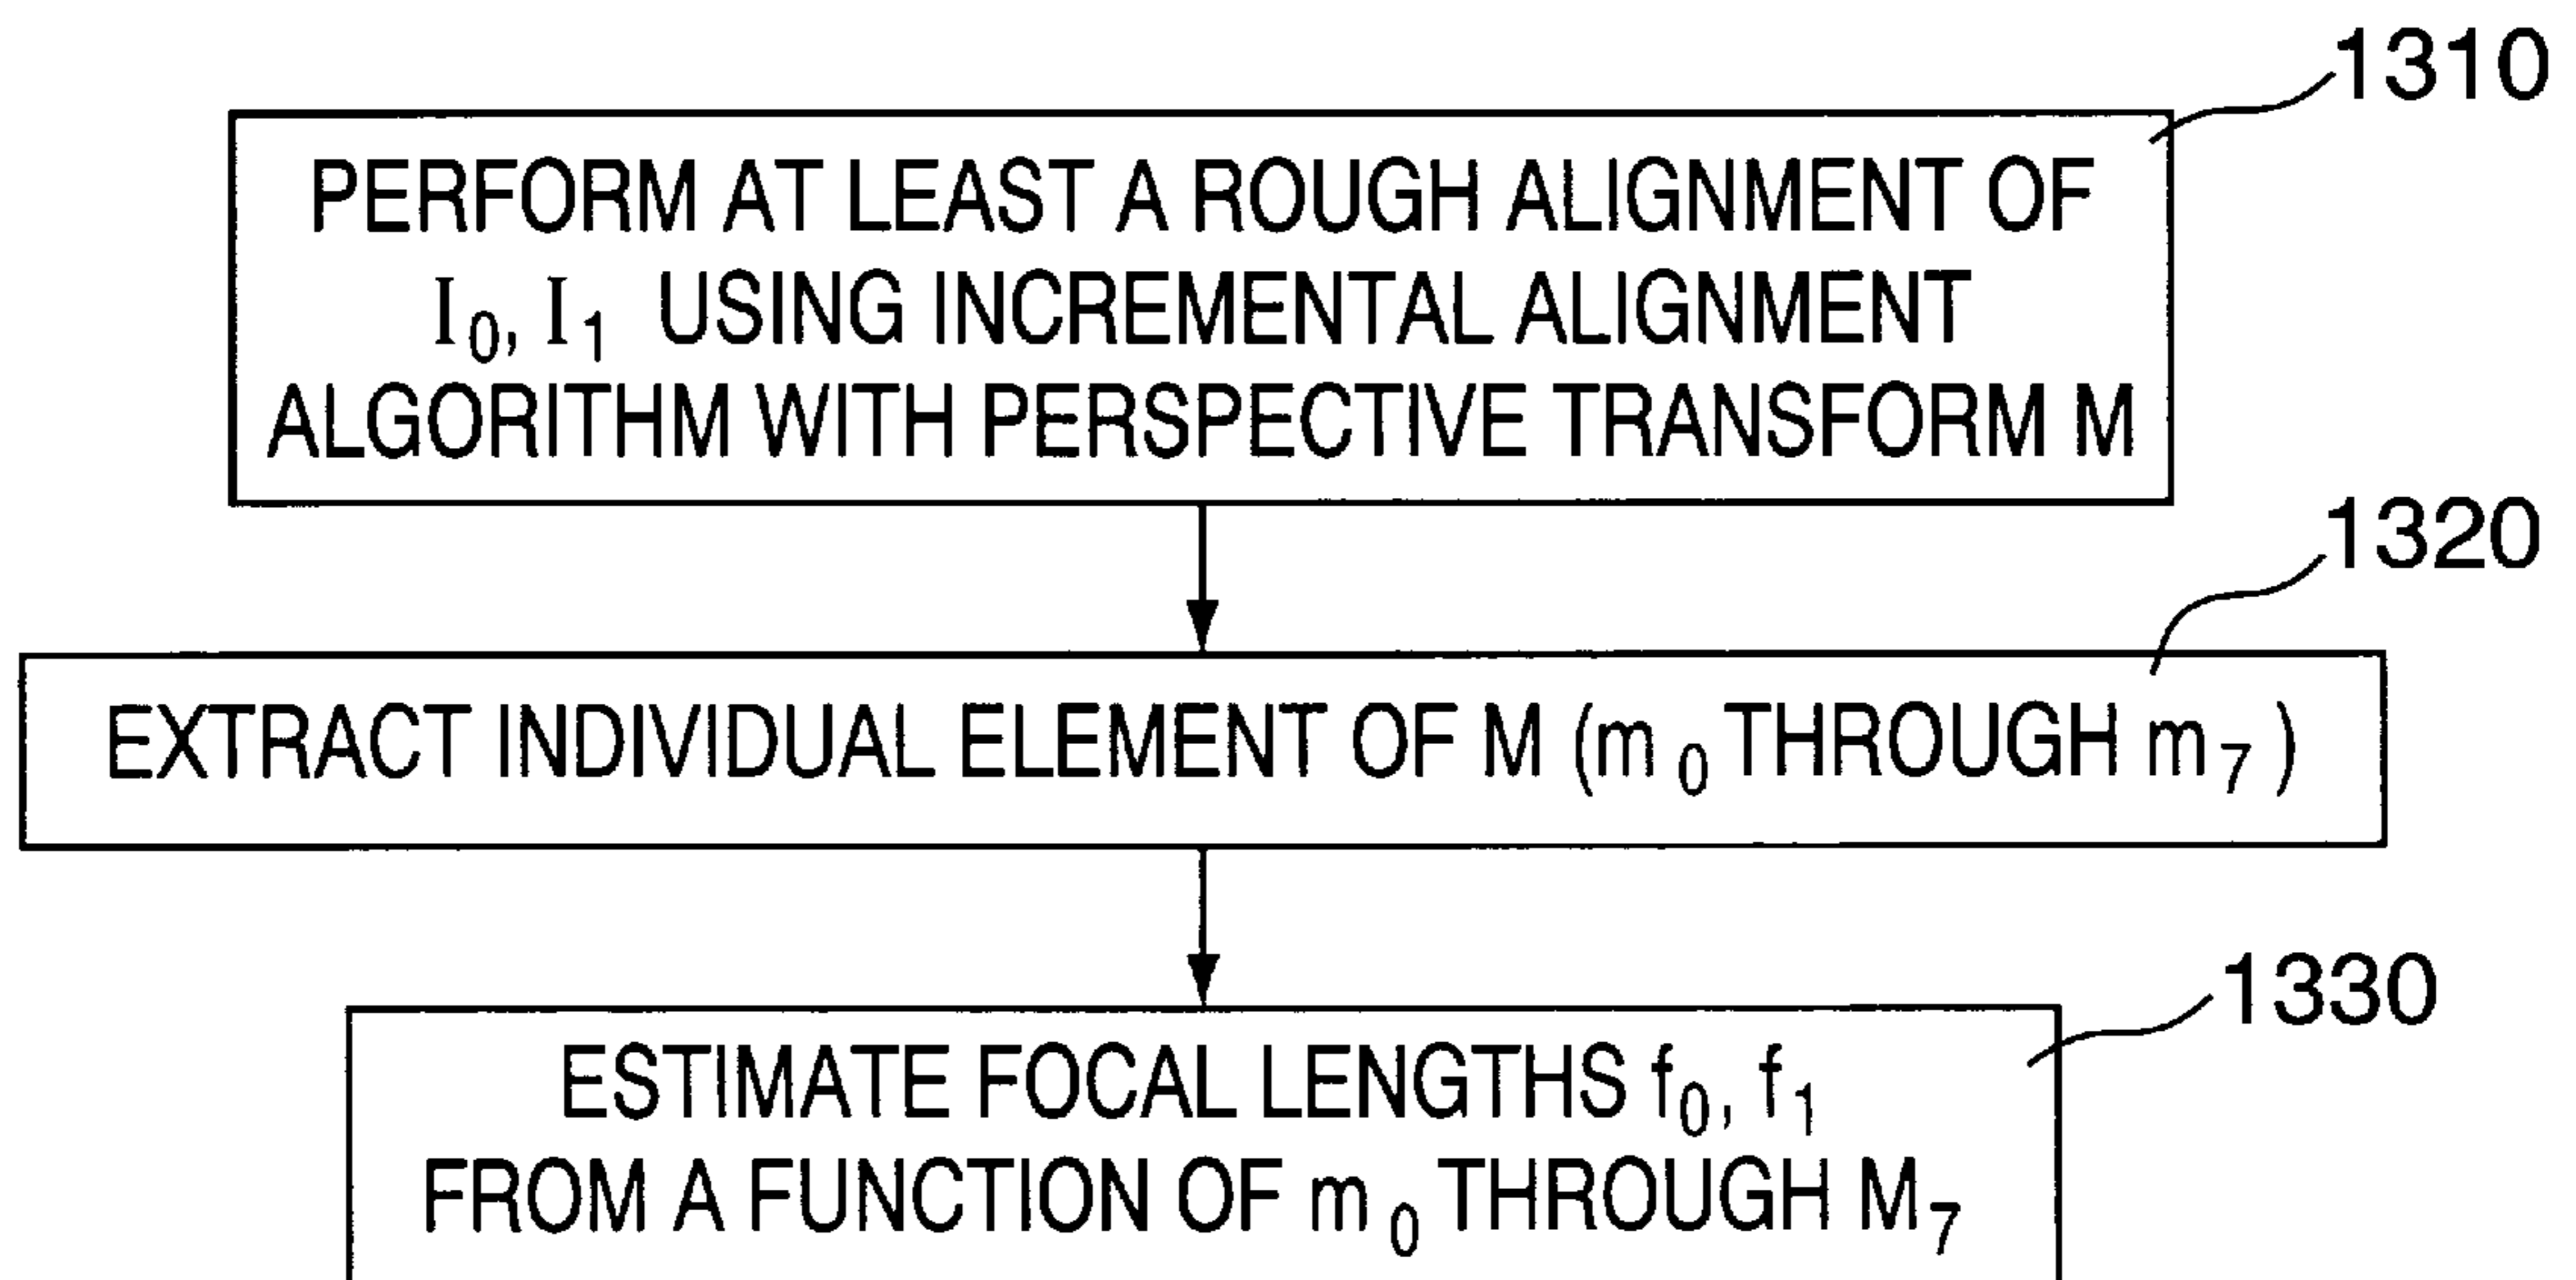 1310
PERFORM AT LEAST A ROUGH ALIGNMENT OF
I₀, I₁ USING INCREMENTAL ALIGNMENT
ALGORITHM WITH PERSPECTIVE TRANSFORM M
1320
EXTRACT INDIVIDUAL ELEMENT OF M (m₀ THROUGH m₇)
1330
ESTIMATE FOCAL LENGTHS f₀, f₁
FROM A FUNCTION OF m₀ THROUGH M₇